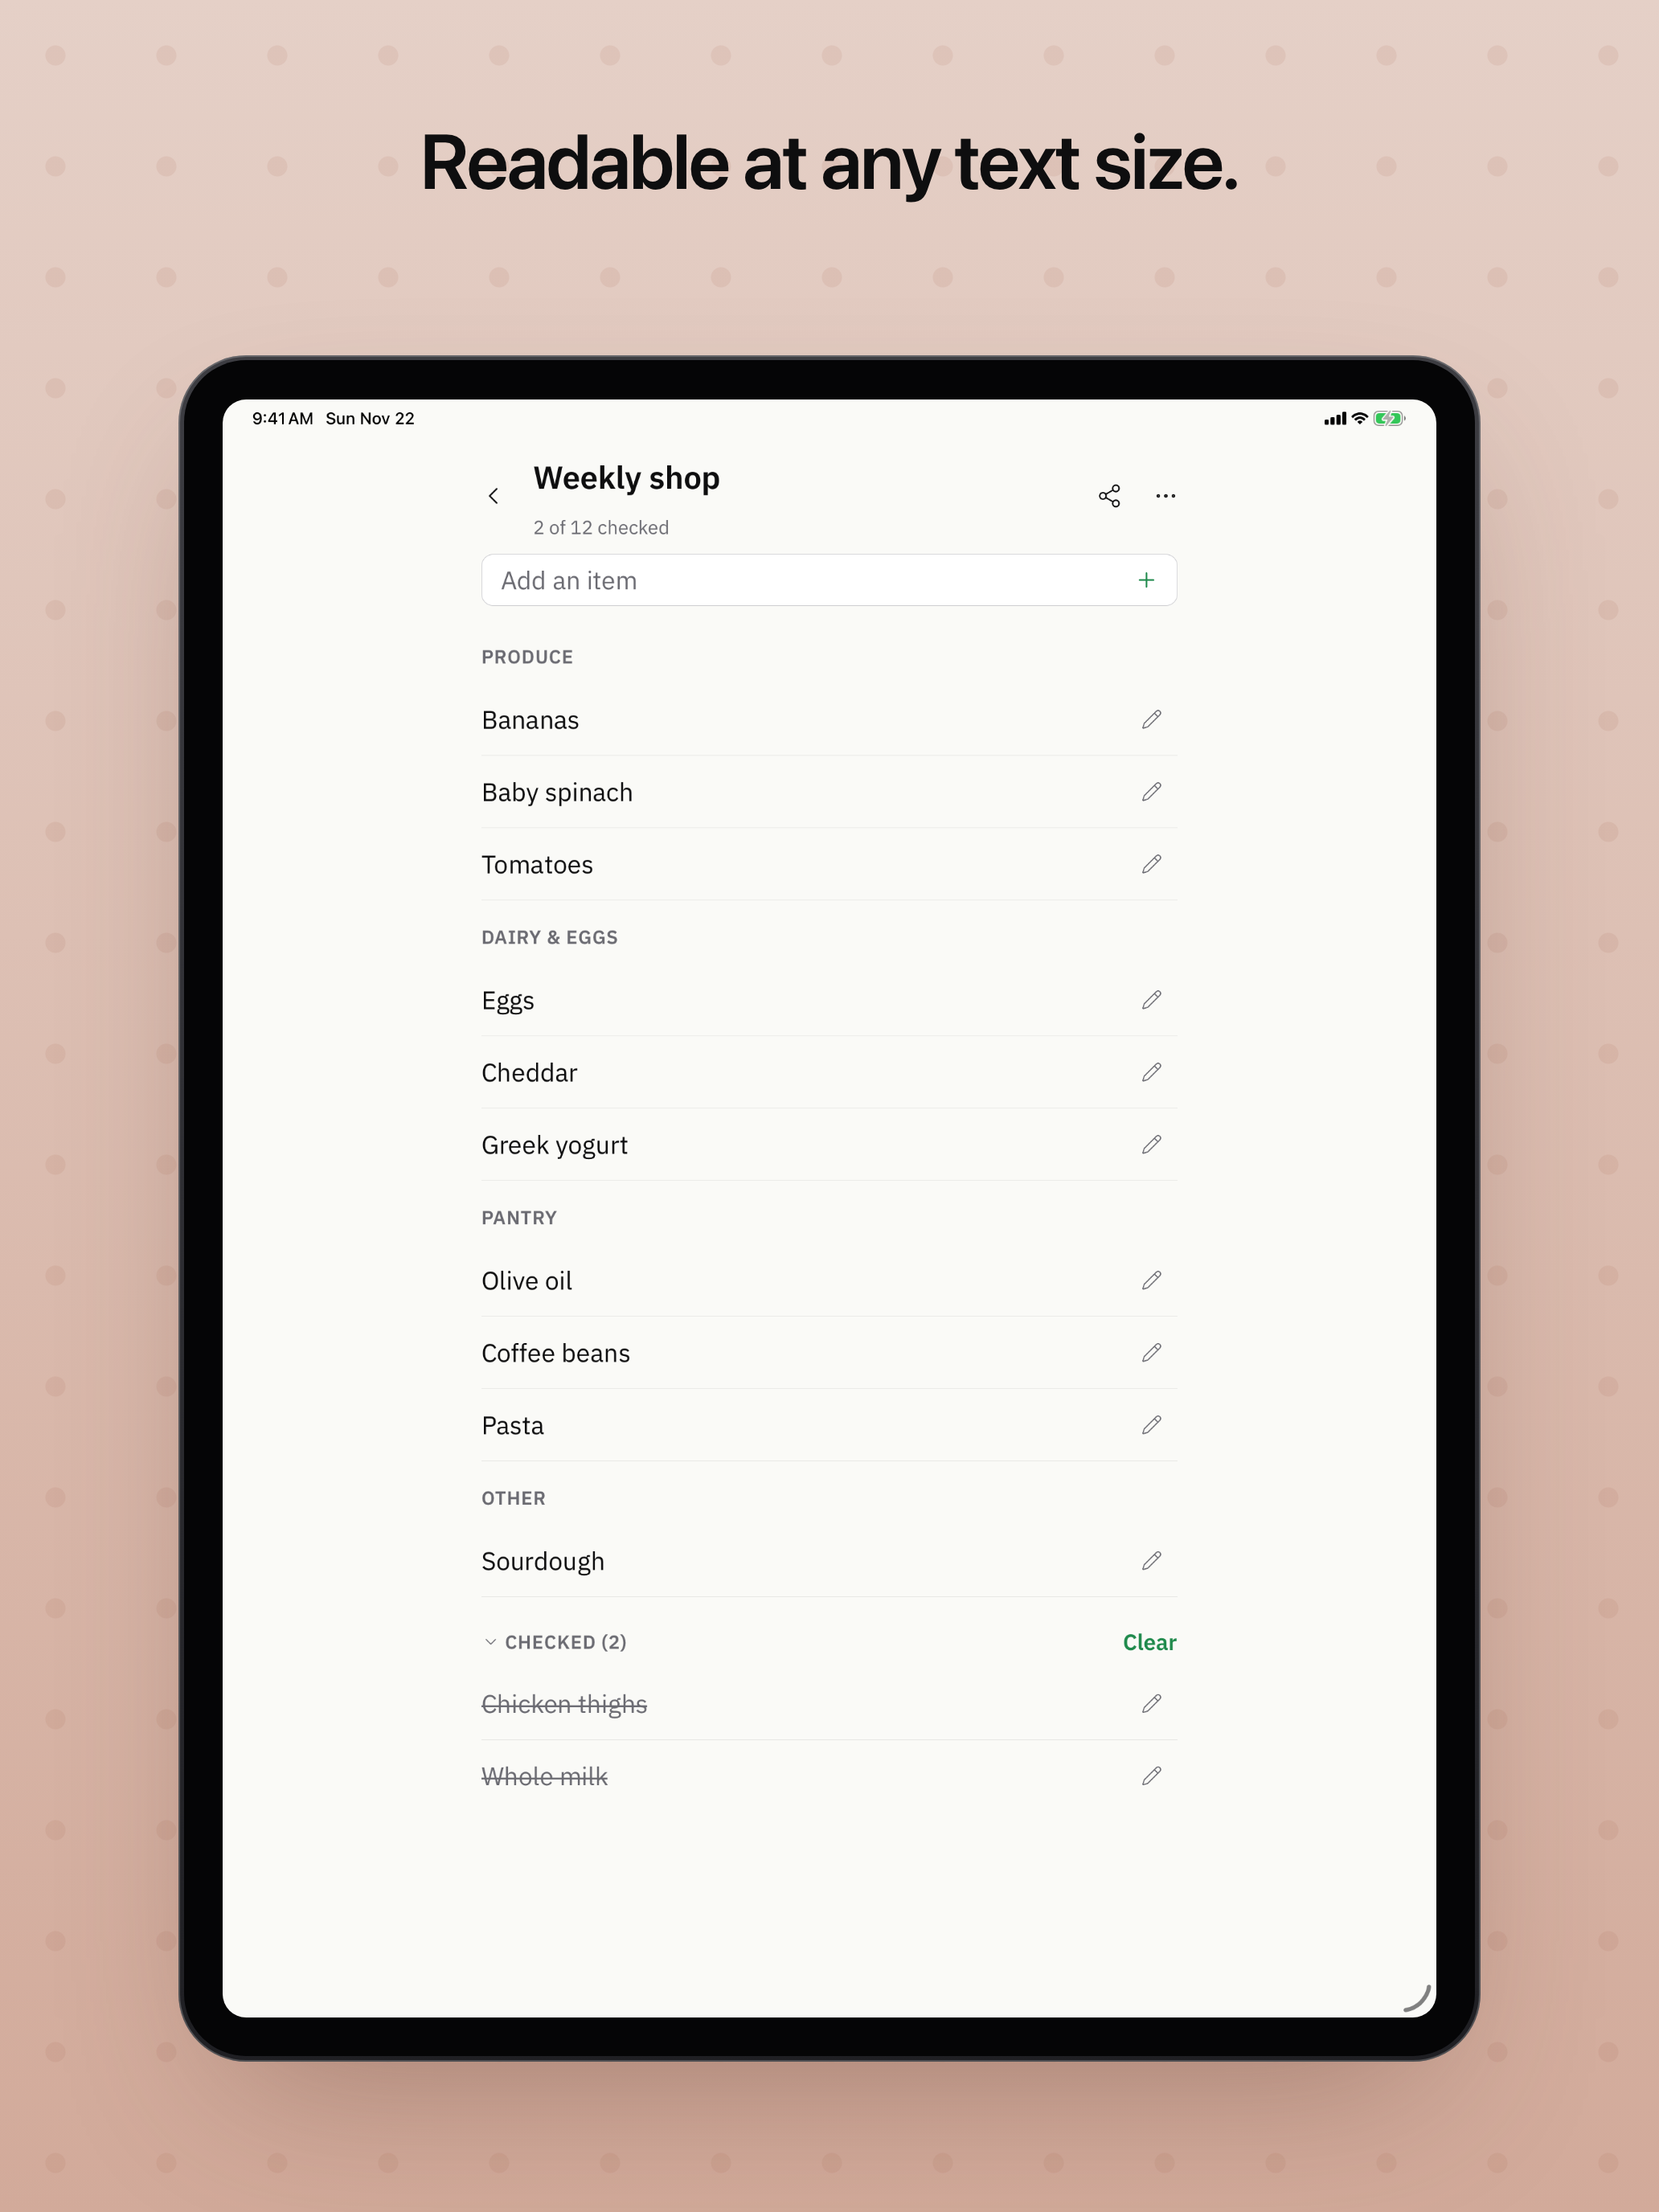 Readable at any text size.
9:41 AM Sun Nov 22
Weekly shop
2 of 12 checked
Add an item
PRODUCE
Bananas
Baby spinach
Tomatoes
DAIRY & EGGS
Eggs
Cheddar
Greek yogurt
PANTRY
Olive oil
Coffee beans
Pasta
OTHER
Sourdough
CHECKED (2) Clear
Chicken thighs
Whole milk